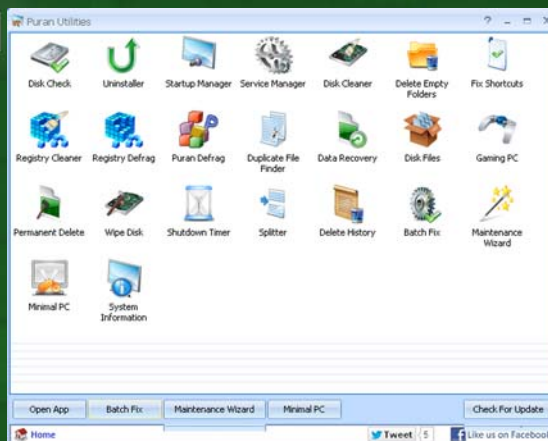 Puran Utilities
Disk Check Uninstaller Startup Manager Service Manager Disk Cleaner Delete Empty Fix Shortcuts
Folders
Registry Cleaner Registry Defrag Puran Defrag Duplicate File Data Recovery Disk Files Gaming PC
Finder
Permanent Delete Wipe Disk Shutdown Timer Splitter Delete History Batch Fix Maintenance
Wizard
Minimal PC System
Information
Open App Batch Fix Maintenance Wizard Minimal PC Check For Update
Home Tweet 5 Like us on Facebook